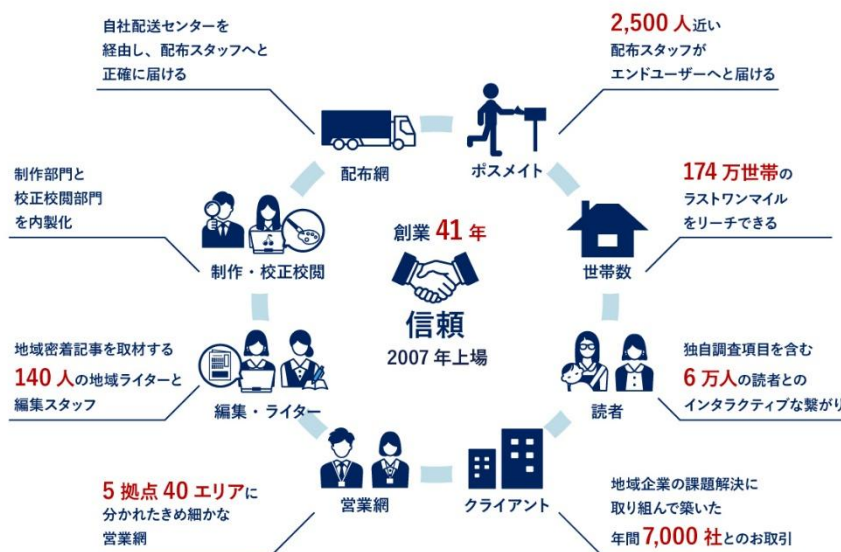 自社配送センターを
経由し、配布スタッフへと
正確に届ける
配布網
2,500 人近い
配布スタッフが
エンドユーザーへと届ける
ポスメイト
174 万世帯の
ラストワンマイル
をリーチできる
世帯数
独自調査項目を含む
6 万人の読者との
インタラクティブな繋がり
読者
地域企業の課題解決に
取り組んで築いた
年間 7,000 社とのお取引
クライアント
5 拠点 40 エリアに
分かれたきめ細かな
営業網
営業網
地域密着記事を取材する
140 人の地域ライターと
編集スタッフ
編集・ライター
制作部門と
校正校閲部門
を内製化
制作・校正校閲
創業 41 年
信頼
2007 年上場